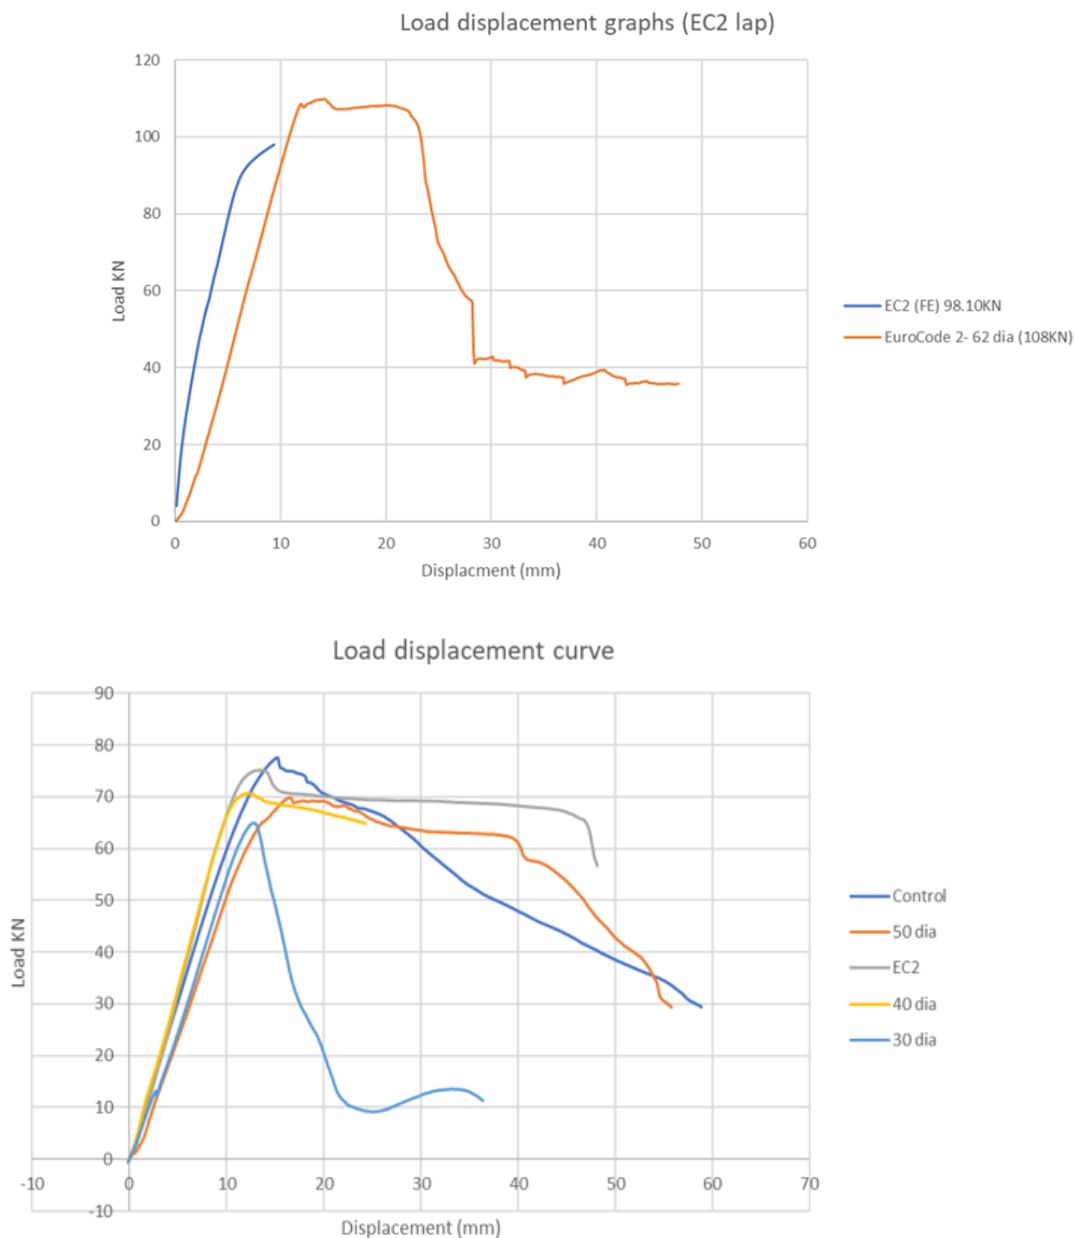 Load displacement graphs (EC2 lap)
120
100
80
60
40
20
0
0 10 20 30 40 50 60
Load KN
Displacment (mm)
EC2 (FE) 98.10KN
EuroCode 2- 62 dia (108KN)
Load displacement curve
90
80
70
60
50
40
30
20
10
0
-10
-10 0 10 20 30 40 50 60 70
Load KN
Displacement (mm)
Control
50 dia
EC2
40 dia
30 dia